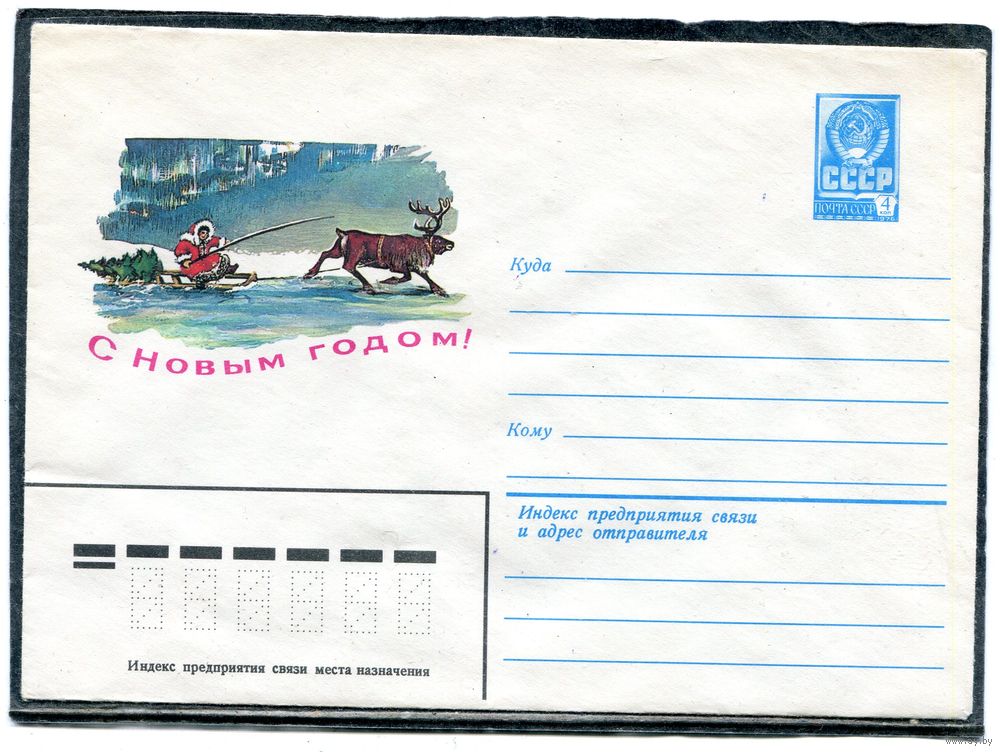 СССР
ПОЧТА СССР
4
КОП
1976
С Новым годом!
Куда
Кому
Индекс предприятия связи
и адрес отправителя
Индекс предприятия связи места назначения